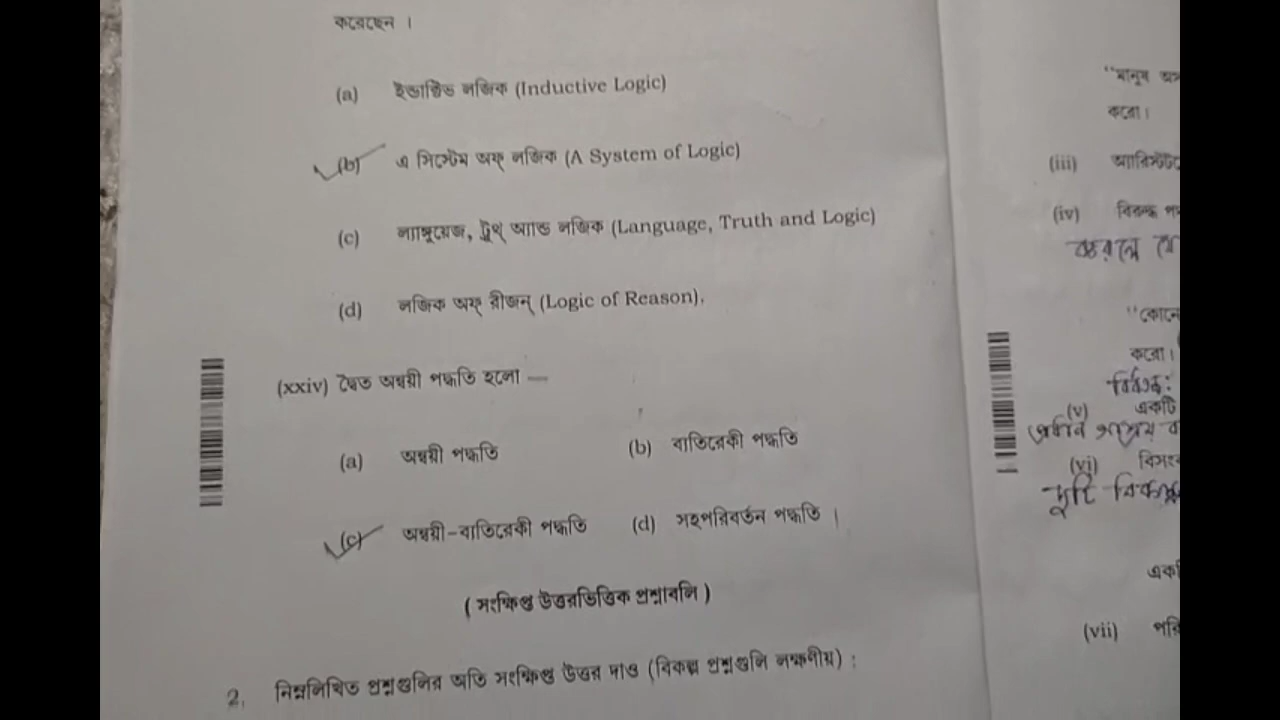 করেছেন ।
(a) ইন্ডাক্টিভ লজিক (Inductive Logic)
(b) এ সিস্টেম অফ্ লজিক (A System of Logic)
(c) ল্যাঙ্গুয়েজ, ট্রুথ্ অ্যান্ড লজিক (Language, Truth and Logic)
(d) লজিক অফ্ রীজন্ (Logic of Reason),
(xxiv) দ্বৈত অন্বয়ী পদ্ধতি হলো —
(a) অন্বয়ী পদ্ধতি (b) ব্যতিরেকী পদ্ধতি
(c) অন্বয়ী-ব্যতিরেকী পদ্ধতি (d) সহপরিবর্তন পদ্ধতি ।
( সংক্ষিপ্ত উত্তরভিত্তিক প্রশ্নাবলি )
2. নিম্নলিখিত প্রশ্নগুলির অতি সংক্ষিপ্ত উত্তর দাও (বিকল্প প্রশ্নগুলি লক্ষণীয়) :
"মানুষ
করো।
(iii)
(iv) বিরুদ্ধ
করলে
"কোনো
করো।
(v) একটি
(vi)
দুটি
(vii)